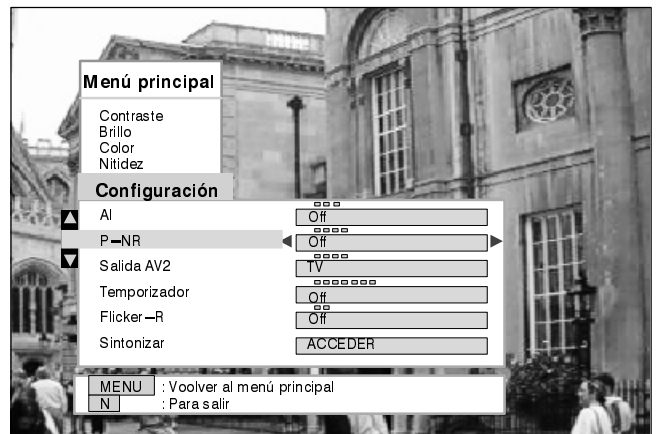 Menú principal
Contraste
Brillo
Color
Nitidez
Configuración
AI Off
P-NR Off
Salida AV2 TV
Temporizador Off
Flicker-R Off
Sintonizar ACCEDER
MENU : Voolver al menú principal
N : Para salir